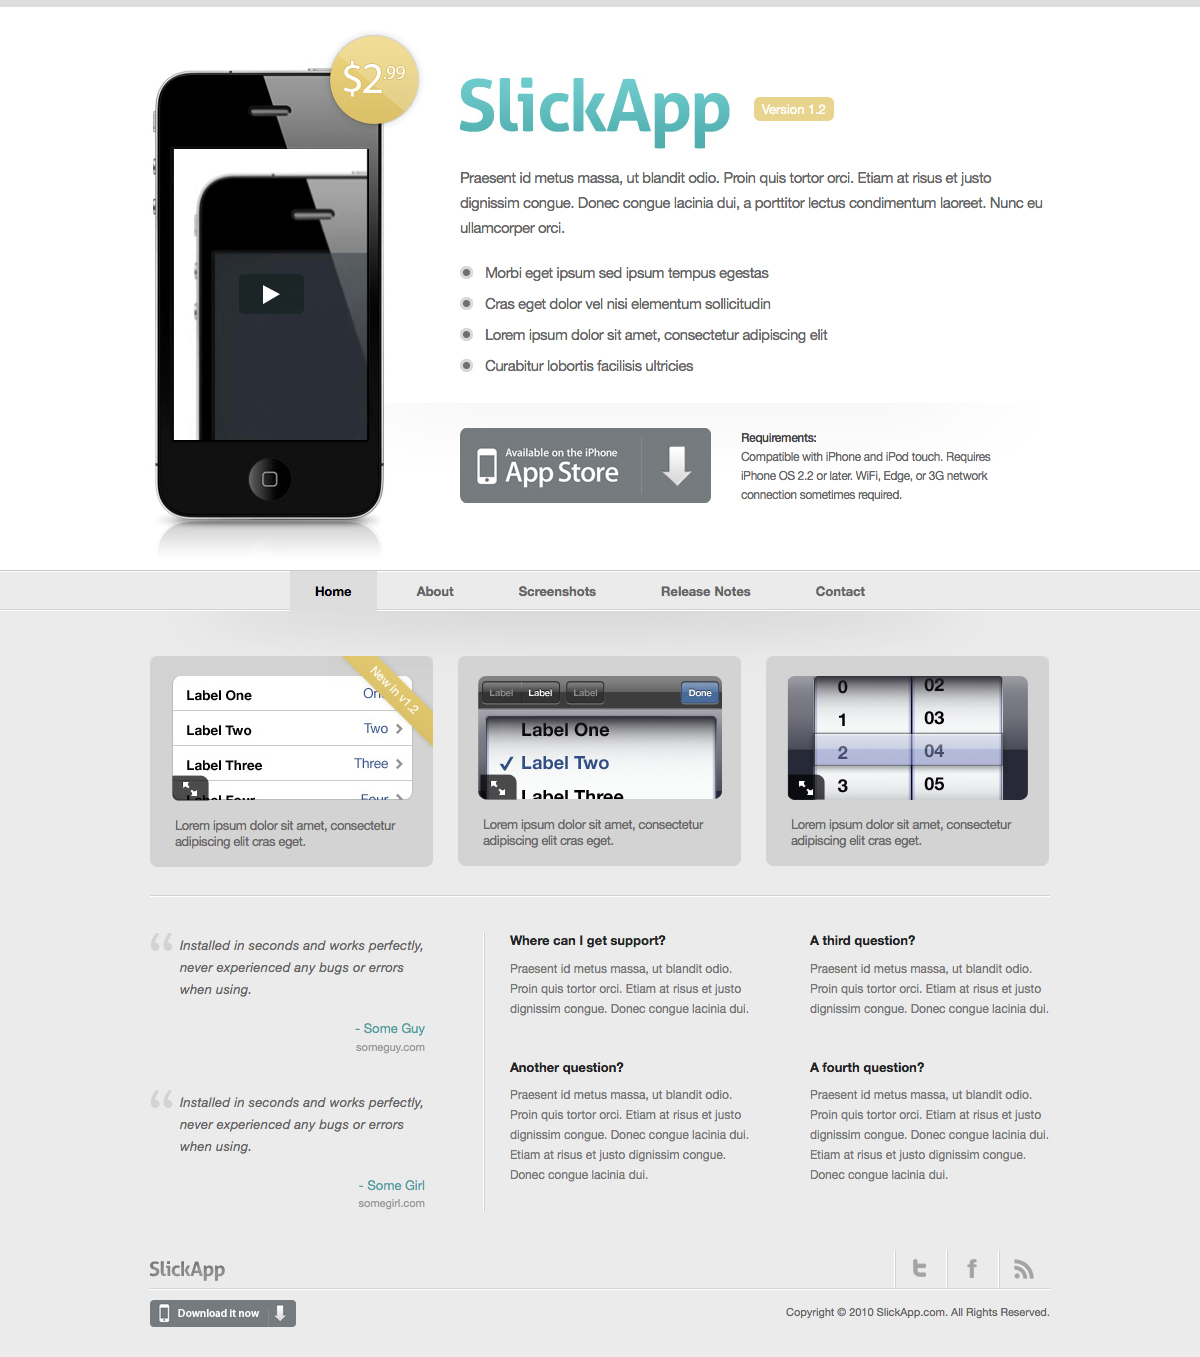 $2.99
SlickApp
Version 1.2
Praesent id metus massa, ut blandit odio. Proin quis tortor orci. Etiam at risus et justo
dignissim congue. Donec congue lacinia dui, a porttitor lectus condimentum laoreet. Nunc eu
ullamcorper orci.
Morbi eget ipsum sed ipsum tempus egestas
Cras eget dolor vel nisi elementum sollicitudin
Lorem ipsum dolor sit amet, consectetur adipiscing elit
Curabitur lobortis facilisis ultricies
Available on the iPhone
App Store
Requirements:
Compatible with iPhone and iPod touch. Requires
iPhone OS 2.2 or later. WiFi, Edge, or 3G network
connection sometimes required.
Home About Screenshots Release Notes Contact
New in v1.2
Label One One
Label Two Two
Label Three Three
Label Four Four
Lorem ipsum dolor sit amet, consectetur
adipiscing elit cras eget.
Label Label Label Done
Label One
✓ Label Two
Label Three
Lorem ipsum dolor sit amet, consectetur
adipiscing elit cras eget.
0 02
1 03
2 04
3 05
Lorem ipsum dolor sit amet, consectetur
adipiscing elit cras eget.
“ Installed in seconds and works perfectly,
never experienced any bugs or errors
when using.
- Some Guy
someguy.com
“ Installed in seconds and works perfectly,
never experienced any bugs or errors
when using.
- Some Girl
somegirl.com
Where can I get support?
Praesent id metus massa, ut blandit odio.
Proin quis tortor orci. Etiam at risus et justo
dignissim congue. Donec congue lacinia dui.
A third question?
Praesent id metus massa, ut blandit odio.
Proin quis tortor orci. Etiam at risus et justo
dignissim congue. Donec congue lacinia dui.
Another question?
Praesent id metus massa, ut blandit odio.
Proin quis tortor orci. Etiam at risus et justo
dignissim congue. Donec congue lacinia dui.
Etiam at risus et justo dignissim congue.
Donec congue lacinia dui.
A fourth question?
Praesent id metus massa, ut blandit odio.
Proin quis tortor orci. Etiam at risus et justo
dignissim congue. Donec congue lacinia dui.
Etiam at risus et justo dignissim congue.
Donec congue lacinia dui.
SlickApp
Download it now
Copyright © 2010 SlickApp.com. All Rights Reserved.